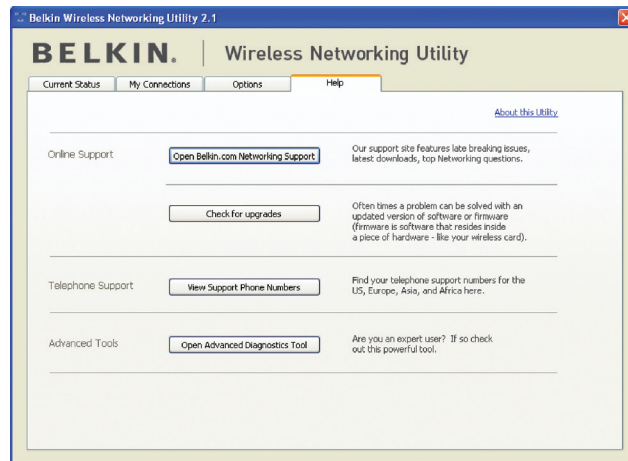 Belkin Wireless Networking Utility 2.1
BELKIN. Wireless Networking Utility
Current Status My Connections Options Help
About this Utility
Online Support
Open Belkin.com Networking Support
Our support site features late breaking issues,
latest downloads, top Networking questions.
Check for upgrades
Often times a problem can be solved with an
updated version of software or firmware
(firmware is software that resides inside
a piece of hardware - like your wireless card).
Telephone Support
View Support Phone Numbers
Find your telephone support numbers for the
US, Europe, Asia, and Africa here.
Advanced Tools
Open Advanced Diagnostics Tool
Are you an expert user? If so check
out this powerful tool.